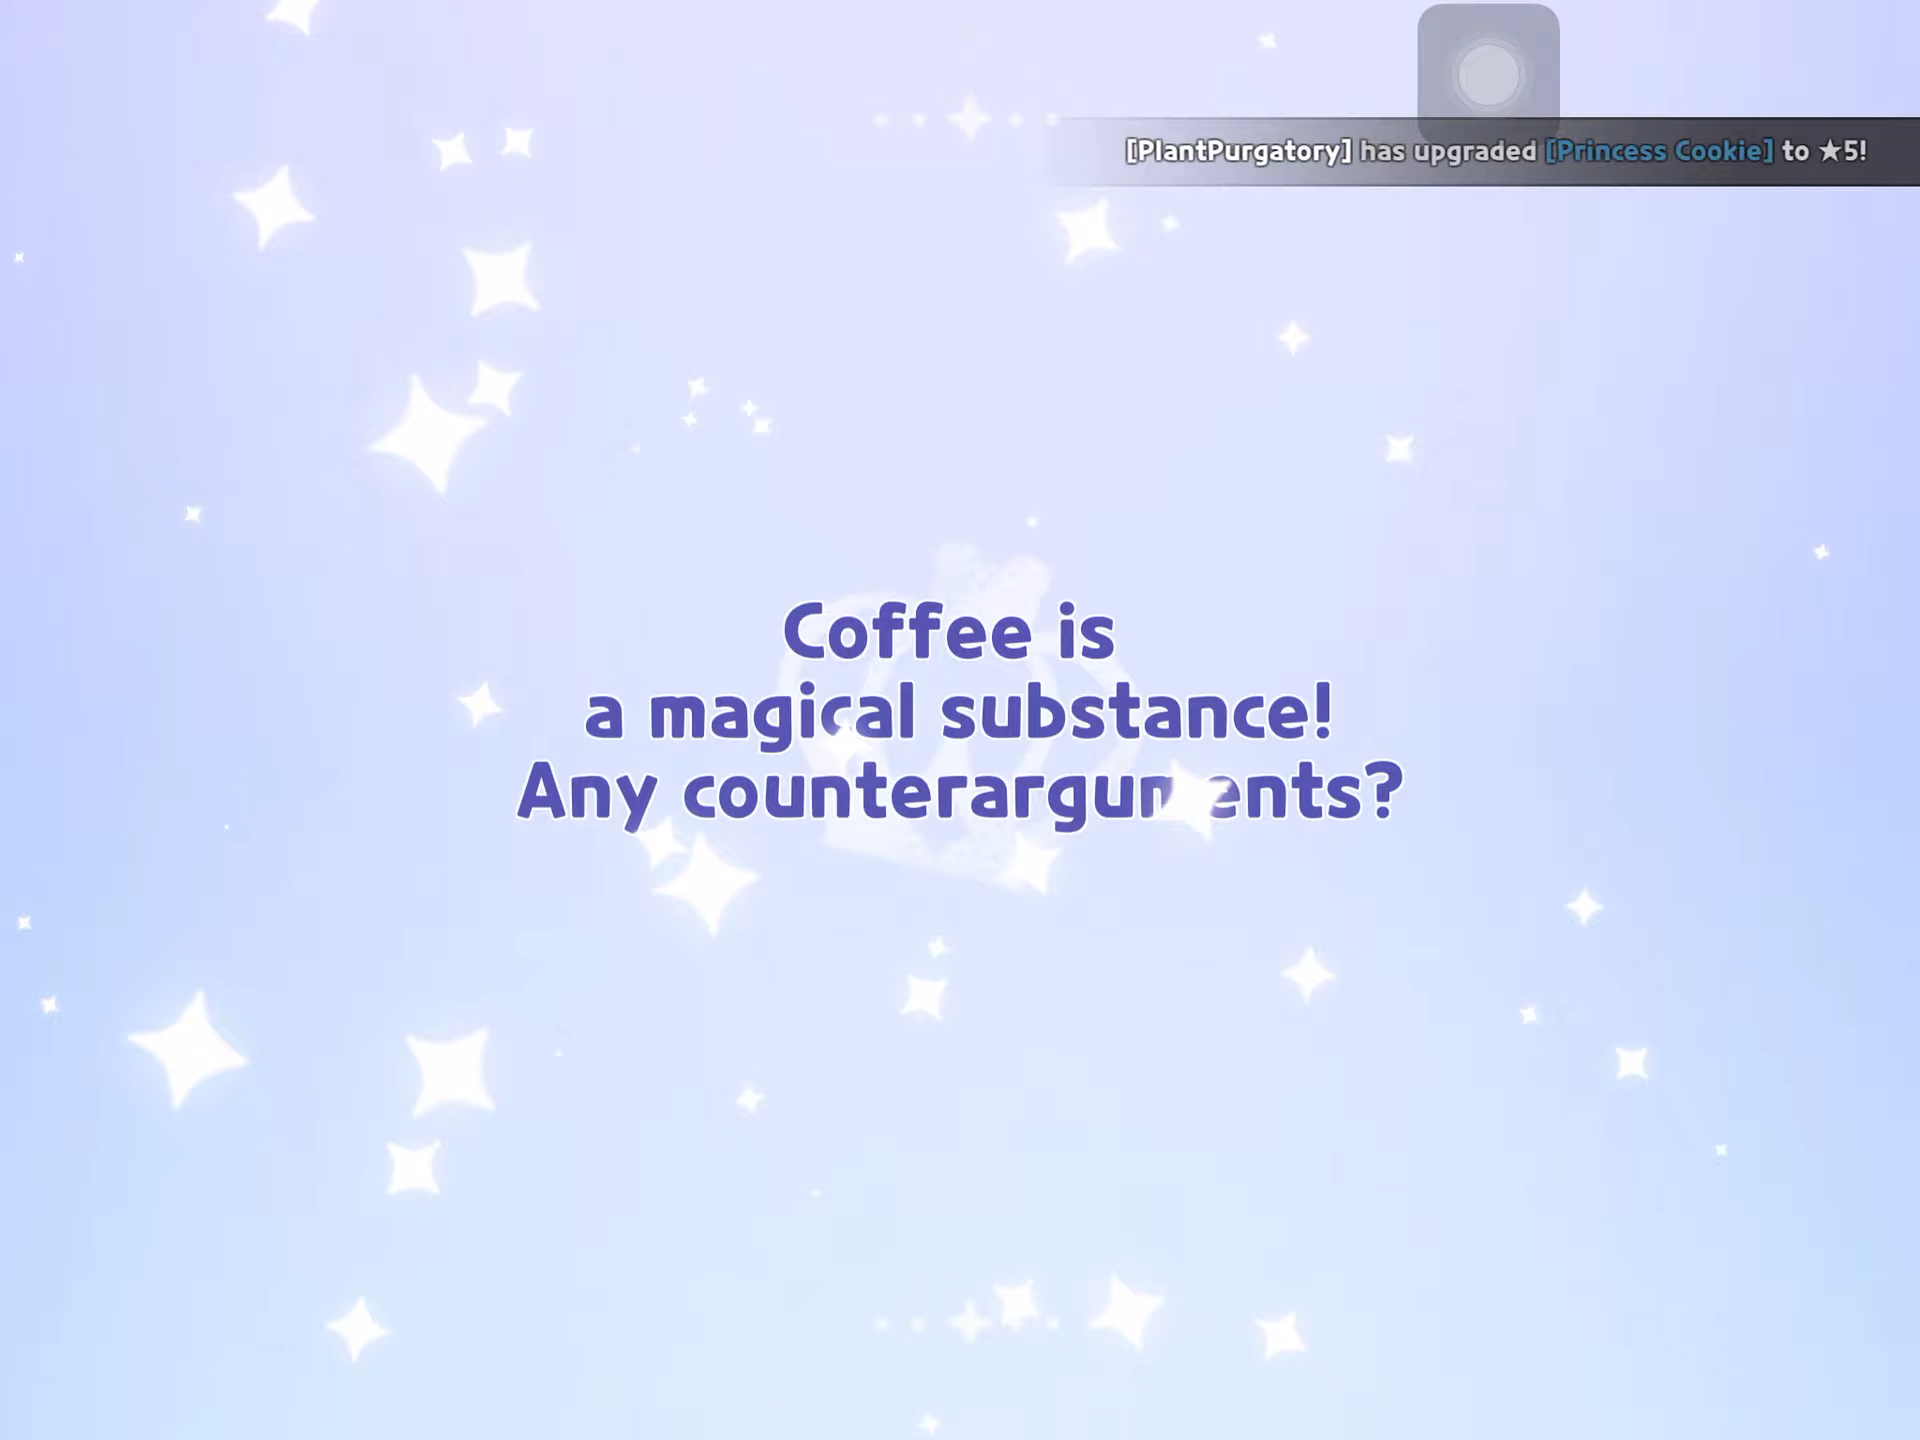 [PlantPurgatory] has upgraded [Princess Cookie] to ★5!
Coffee is
a magical substance!
Any counterarguments?